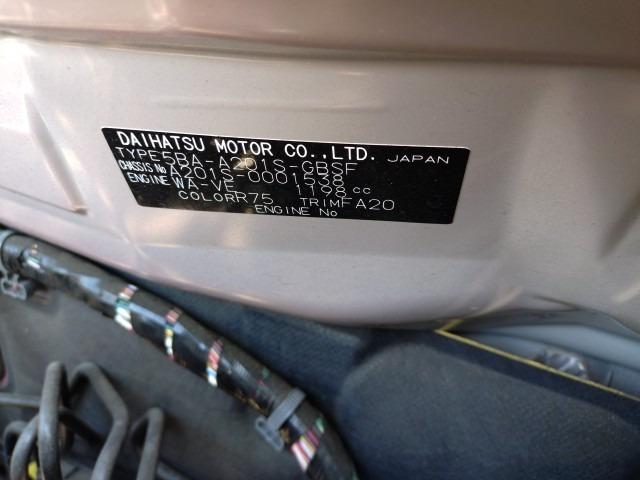 DAIHATSU MOTOR CO.,LTD. JAPAN
TYPE 5BA-A201S-GBSF
CHASSIS No A201S-0001588
ENGINE WA-VE 1198 cc
COLOR R75 TRIM FA20
ENGINE No